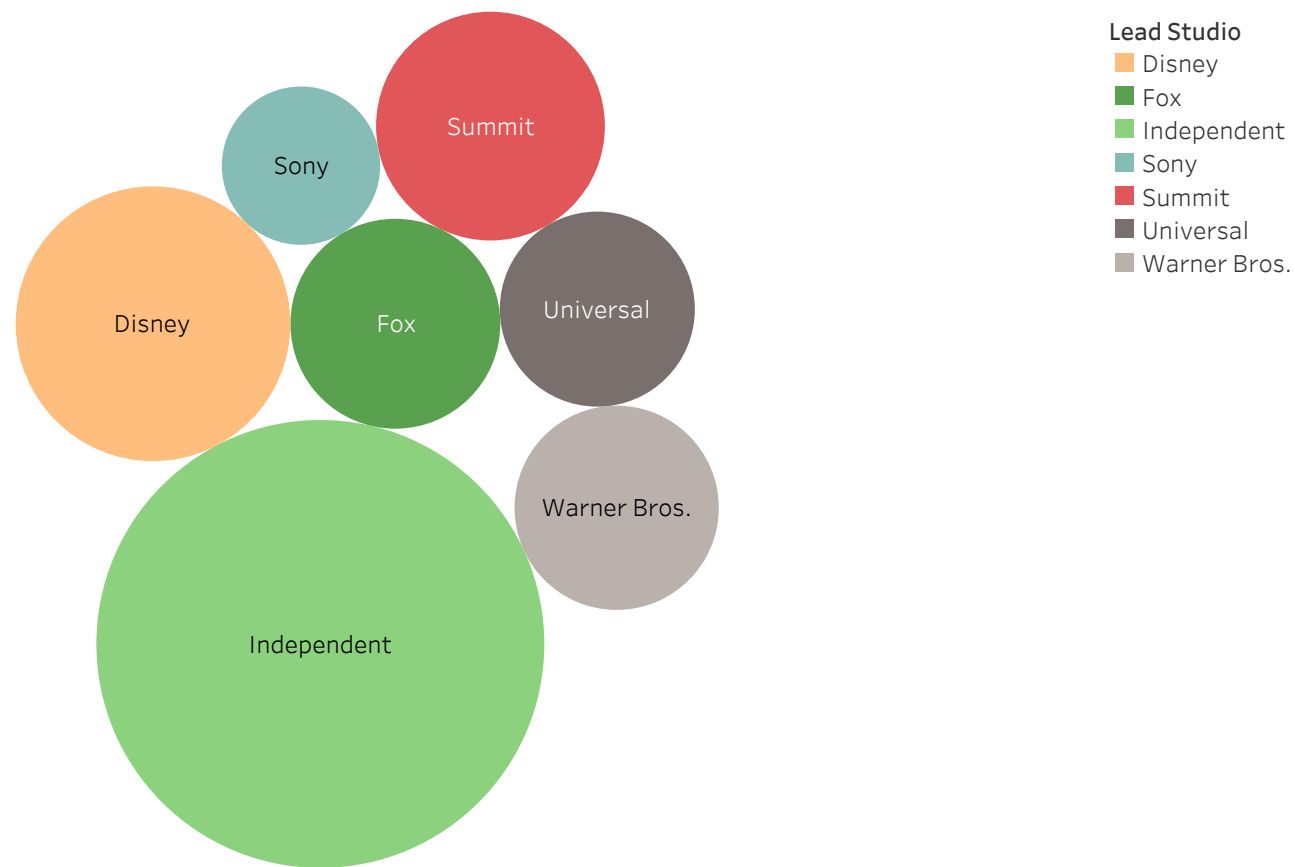 Lead Studio
Disney
Fox
Independent
Sony
Summit
Universal
Warner Bros.
Summit
Sony
Disney
Fox
Universal
Warner Bros.
Independent